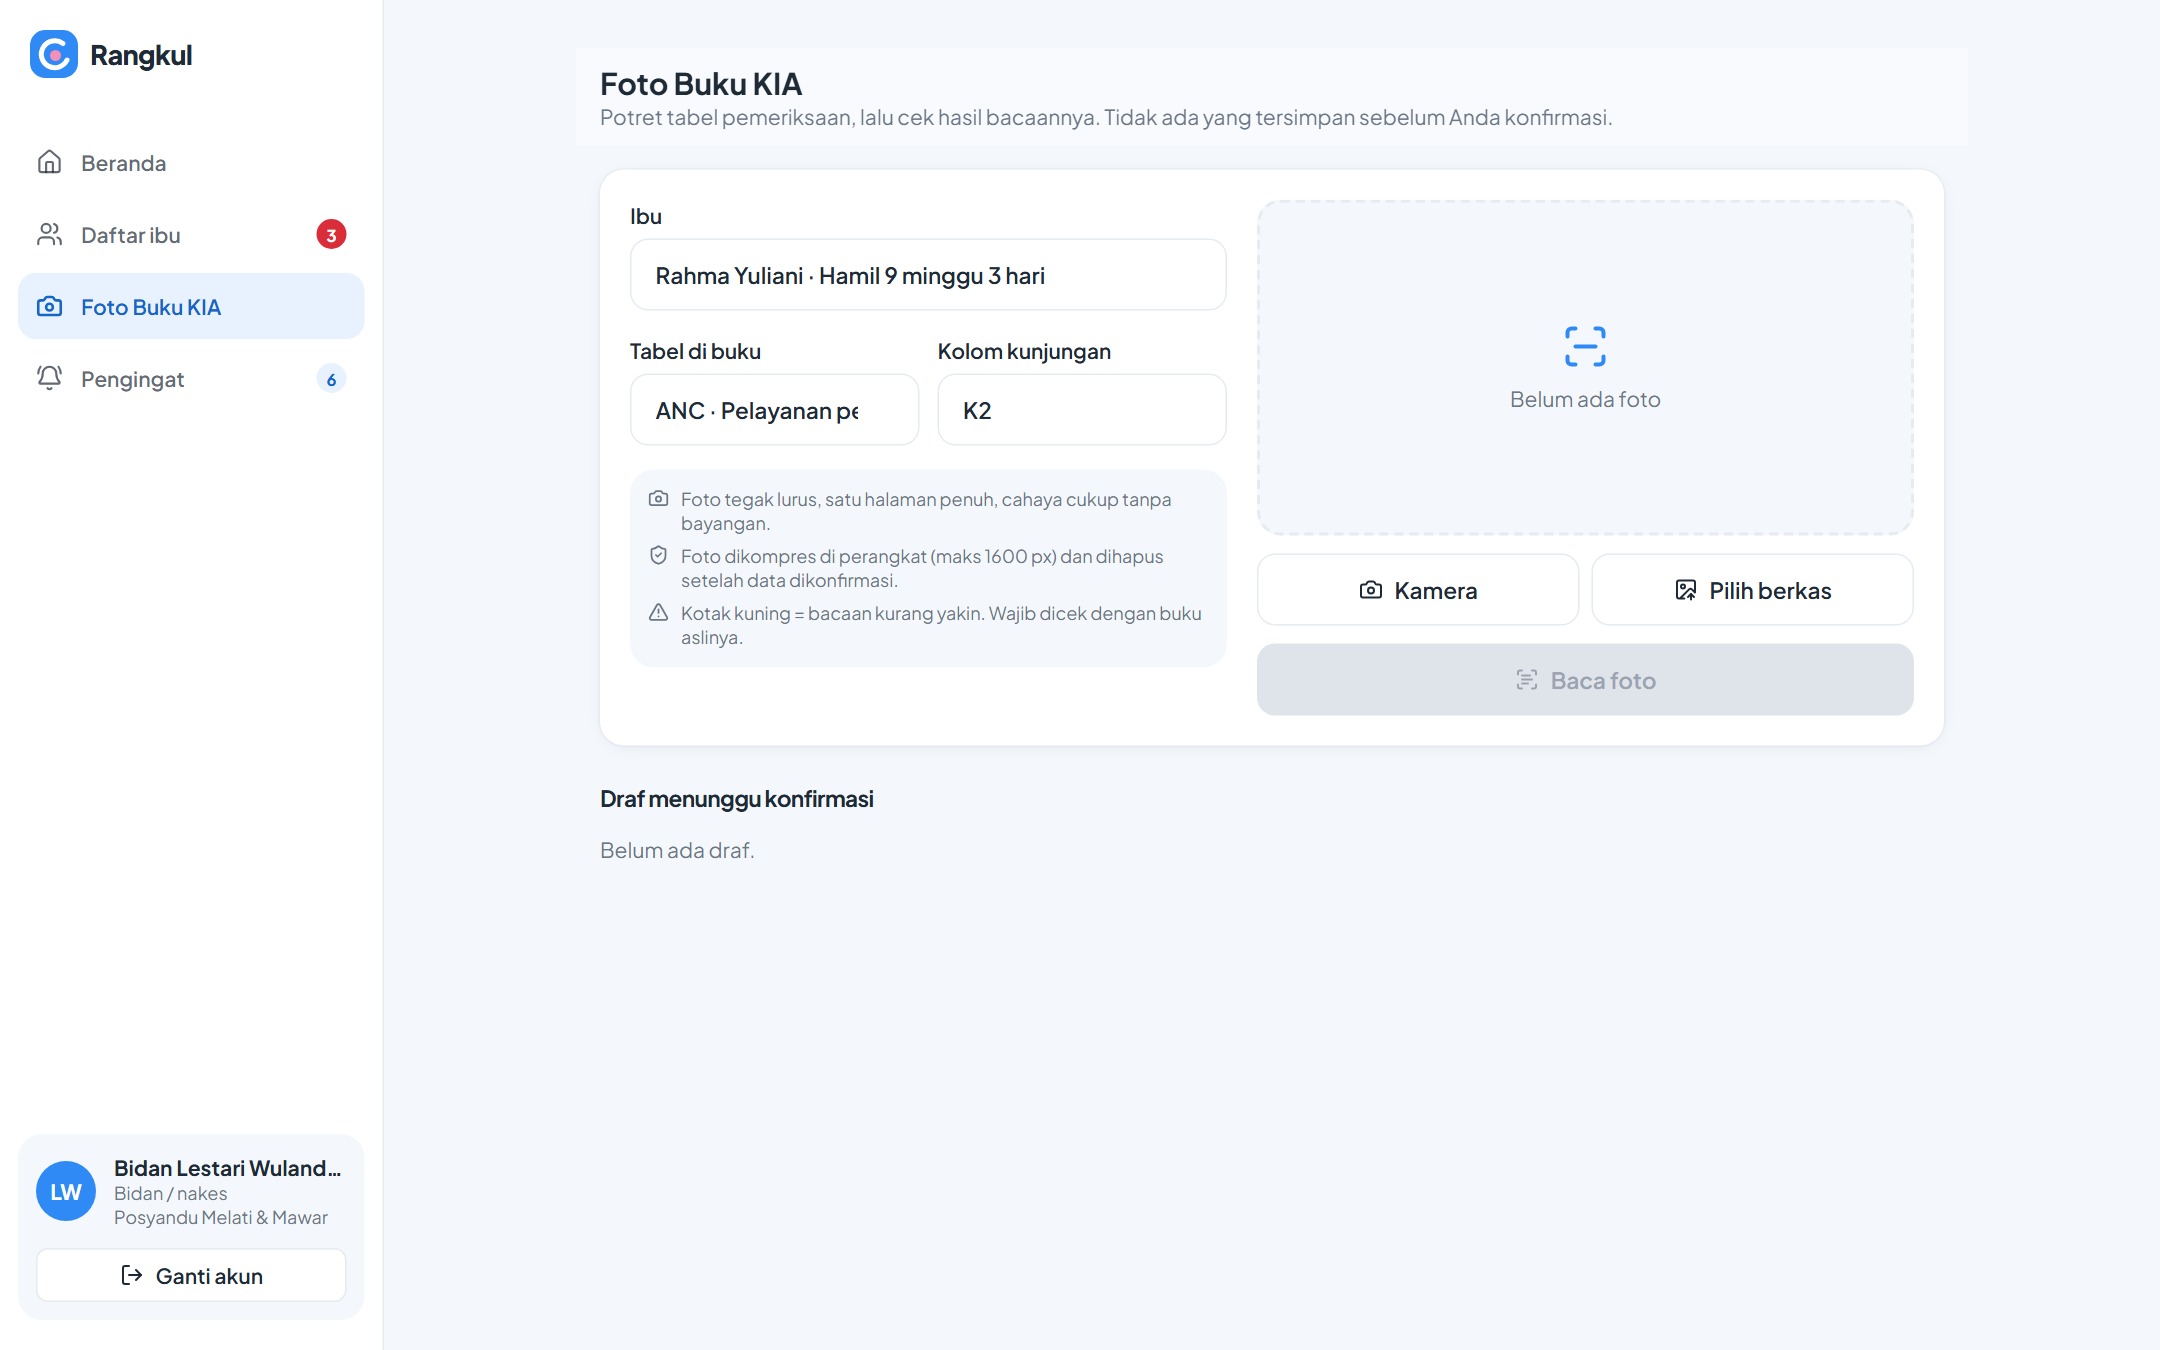 Rangkul
Beranda
Daftar ibu
3
Foto Buku KIA
Pengingat
6
Bidan Lestari Wuland...
Bidan / nakes
Posyandu Melati & Mawar
LW
Ganti akun
Foto Buku KIA
Potret tabel pemeriksaan, lalu cek hasil bacaannya. Tidak ada yang tersimpan sebelum Anda konfirmasi.
Ibu
Rahma Yuliani · Hamil 9 minggu 3 hari
Tabel di buku
Kolom kunjungan
ANC · Pelayanan pe
K2
Foto tegak lurus, satu halaman penuh, cahaya cukup tanpa
bayangan.
Foto dikompres di perangkat (maks 1600 px) dan dihapus
setelah data dikonfirmasi.
Kotak kuning = bacaan kurang yakin. Wajib dicek dengan buku
aslinya.
Belum ada foto
Kamera
Pilih berkas
Baca foto
Draf menunggu konfirmasi
Belum ada draf.